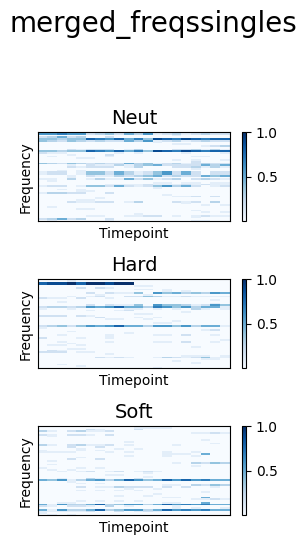 merged_freqssingles
Neut
Frequency
1.0
0.5
Timepoint
Hard
Frequency
1.0
0.5
Timepoint
Soft
Frequency
1.0
0.5
Timepoint